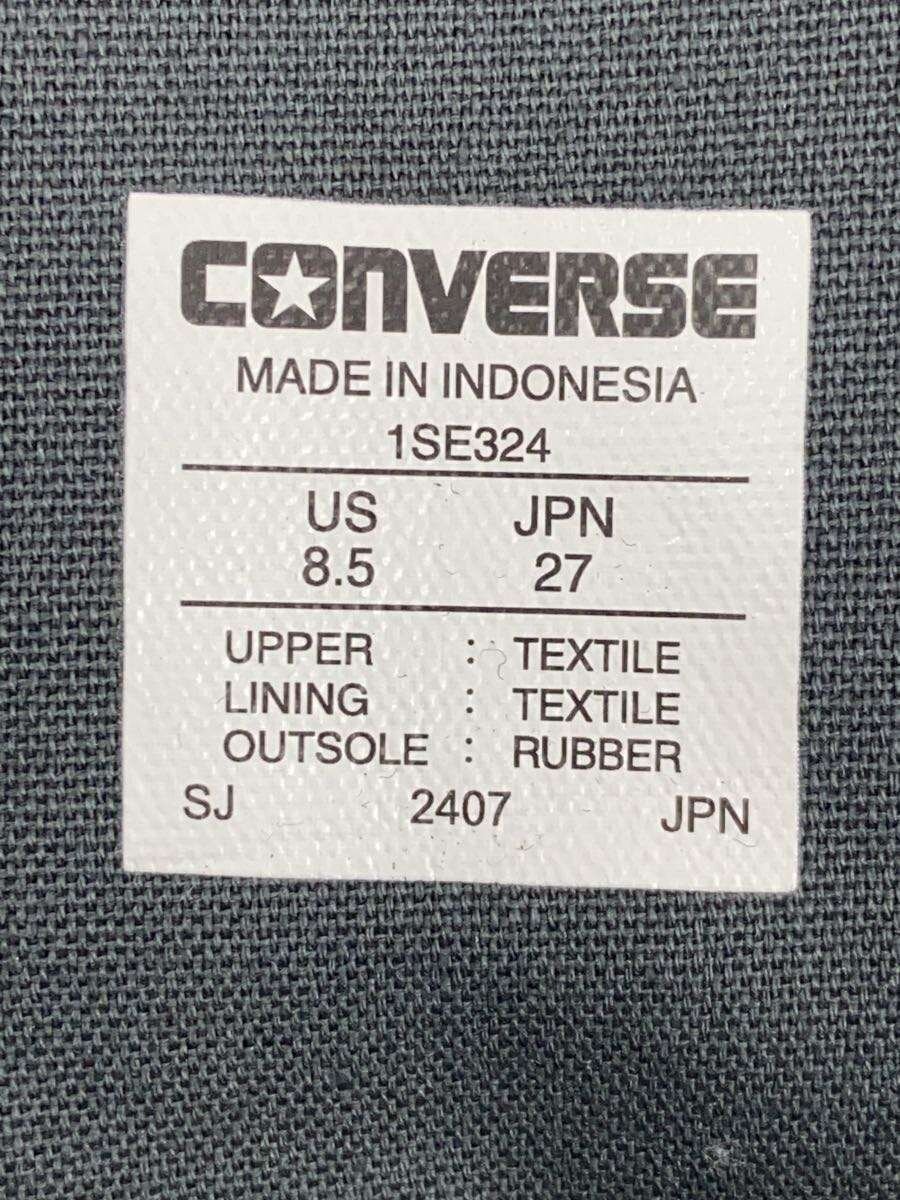 CONVERSE
MADE IN INDONESIA
1SE324
US JPN
8.5 27
UPPER : TEXTILE
LINING : TEXTILE
OUTSOLE : RUBBER
SJ 2407 JPN